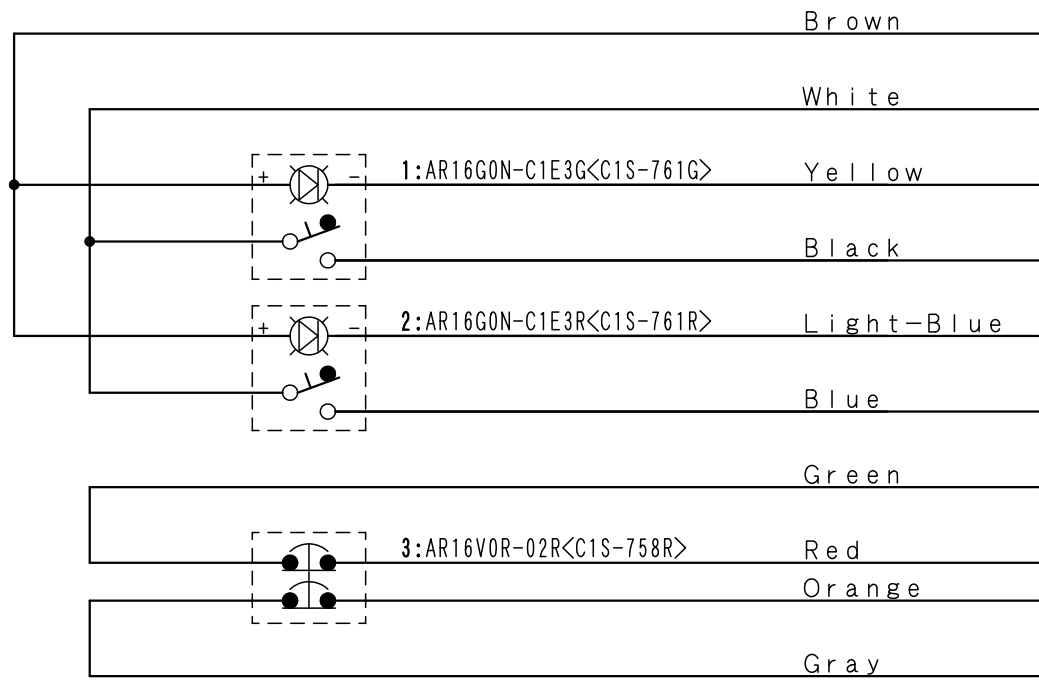 Brown
White
1:AR16G0N-C1E3G<C1S-761G>
Yellow
+ -
Black
2:AR16G0N-C1E3R<C1S-761R>
Light-Blue
+ -
Blue
Green
3:AR16V0R-02R<C1S-758R>
Red
Orange
Gray